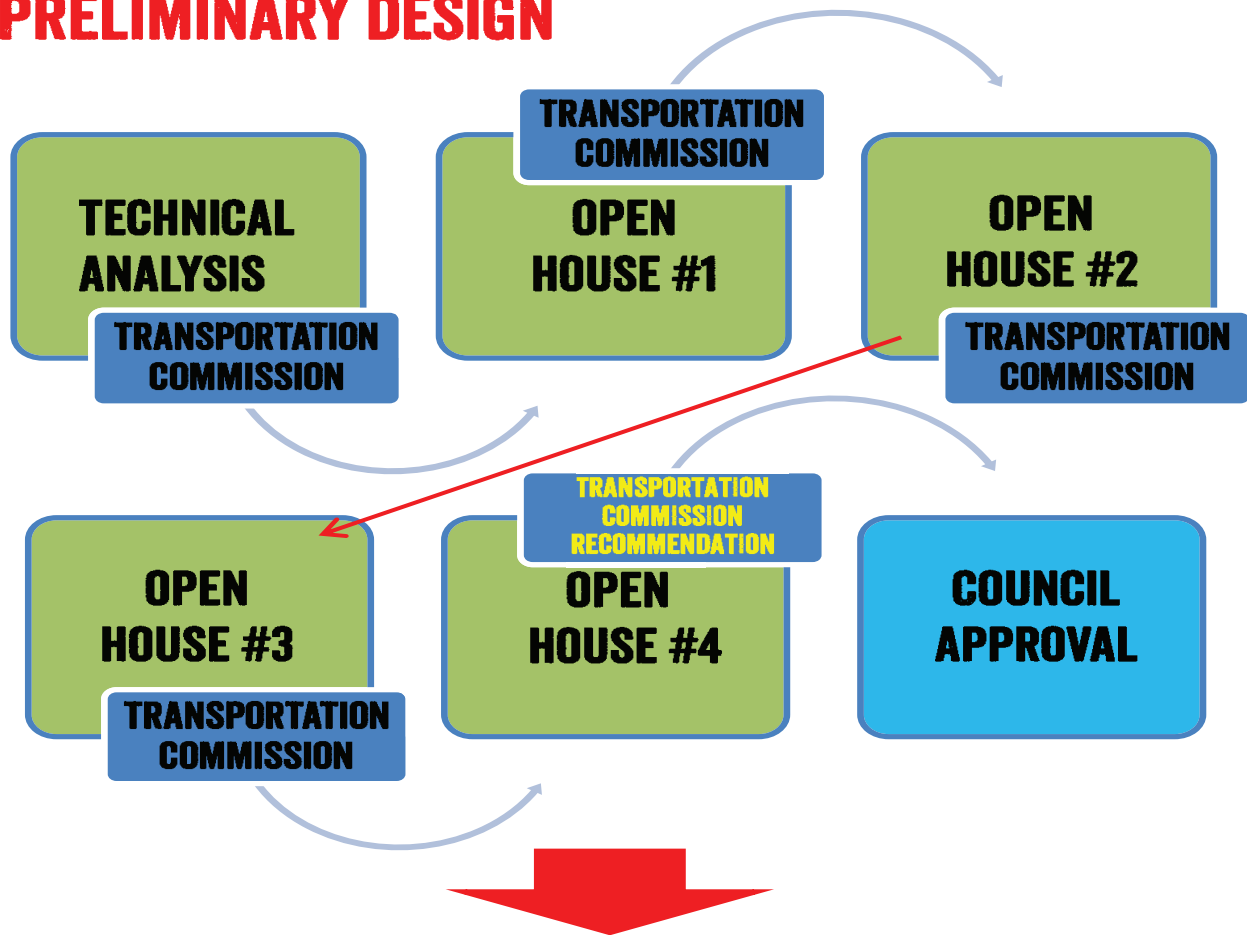 PRELIMINARY DESIGN
TECHNICAL
ANALYSIS
TRANSPORTATION
COMMISSION
TRANSPORTATION
COMMISSION
OPEN
HOUSE #1
OPEN
HOUSE #2
TRANSPORTATION
COMMISSION
OPEN
HOUSE #3
TRANSPORTATION
COMMISSION
TRANSPORTATION
COMMISSION
RECOMMENDATION
OPEN
HOUSE #4
COUNCIL
APPROVAL